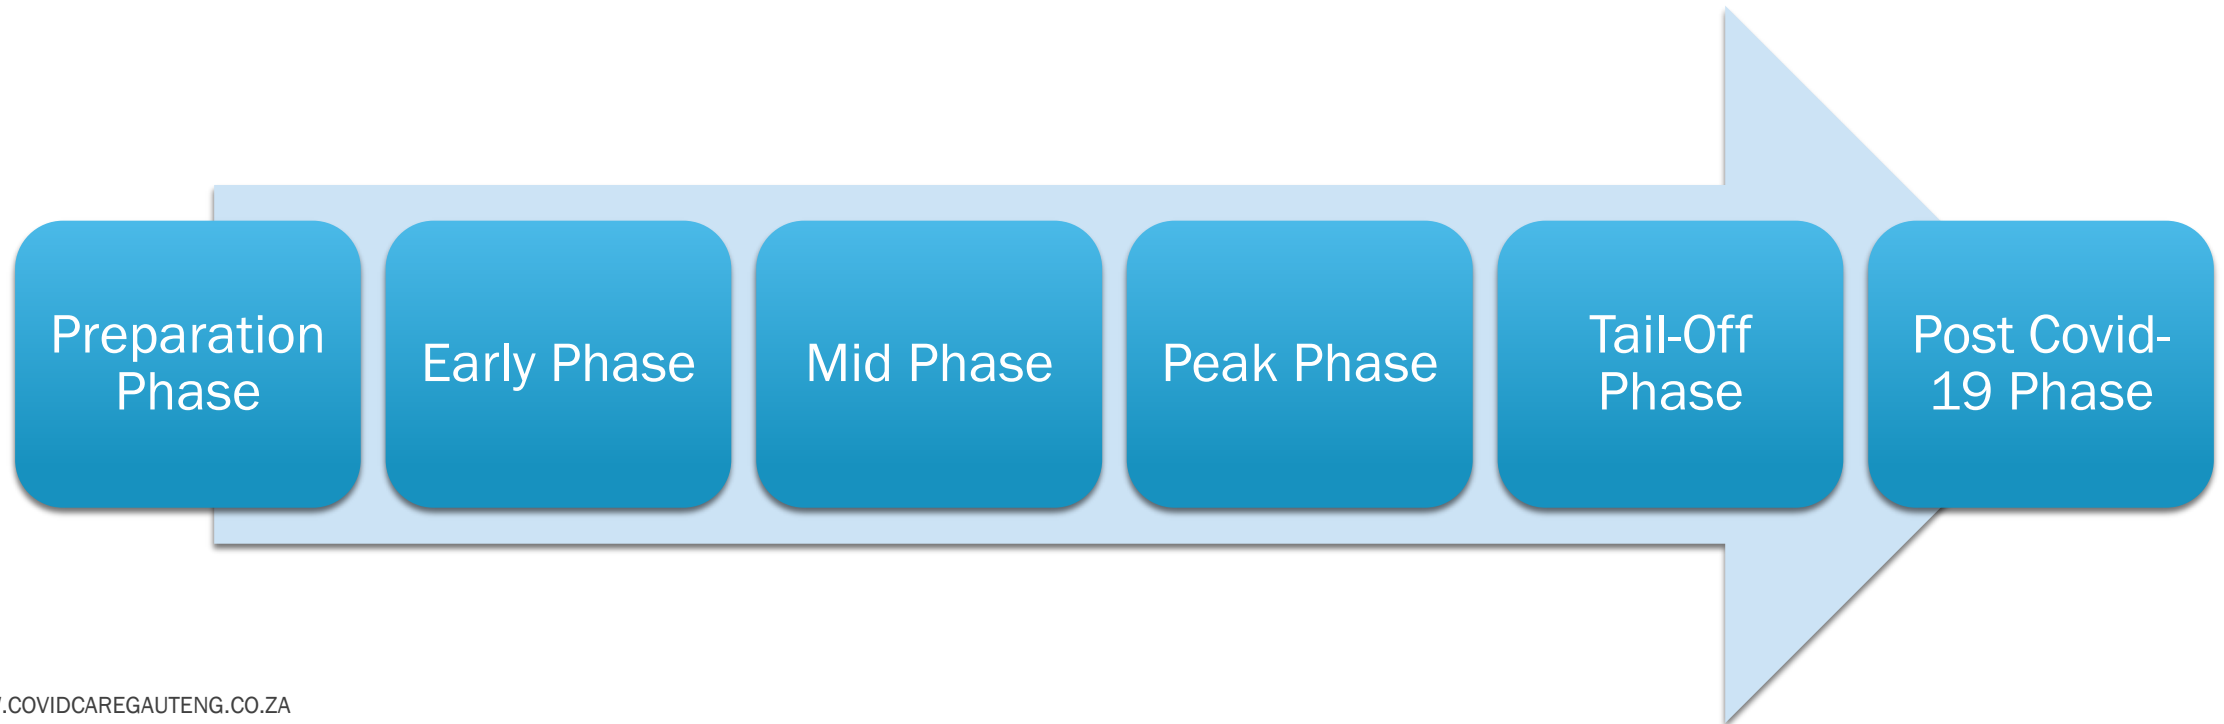 Preparation
Phase
Early Phase
Mid Phase
Peak Phase
Tail-Off
Phase
Post Covid-
19 Phase
.COVIDCAREGAUTENG.CO.ZA